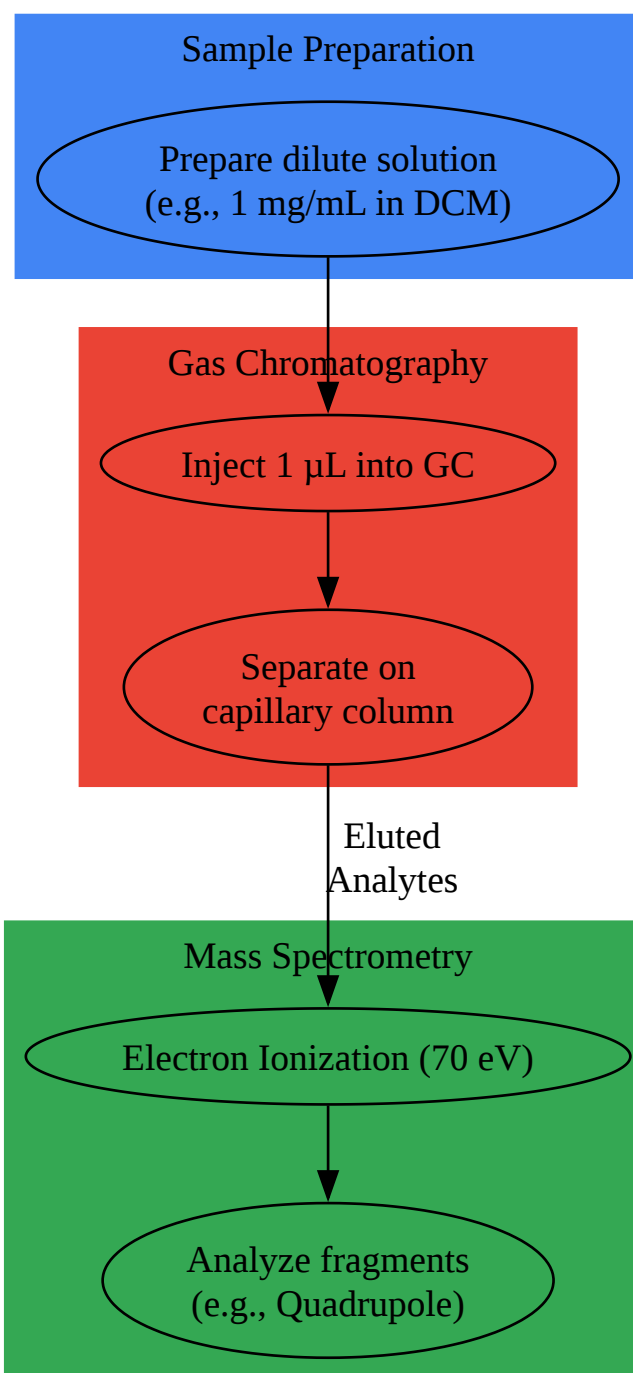 Sample Preparation
Prepare dilute solution
(e.g., 1 mg/mL in DCM)
Gas Chromatography
Inject 1 µL into GC
Separate on
capillary column
Eluted
Analytes
Mass Spectrometry
Electron Ionization (70 eV)
Analyze fragments
(e.g., Quadrupole)